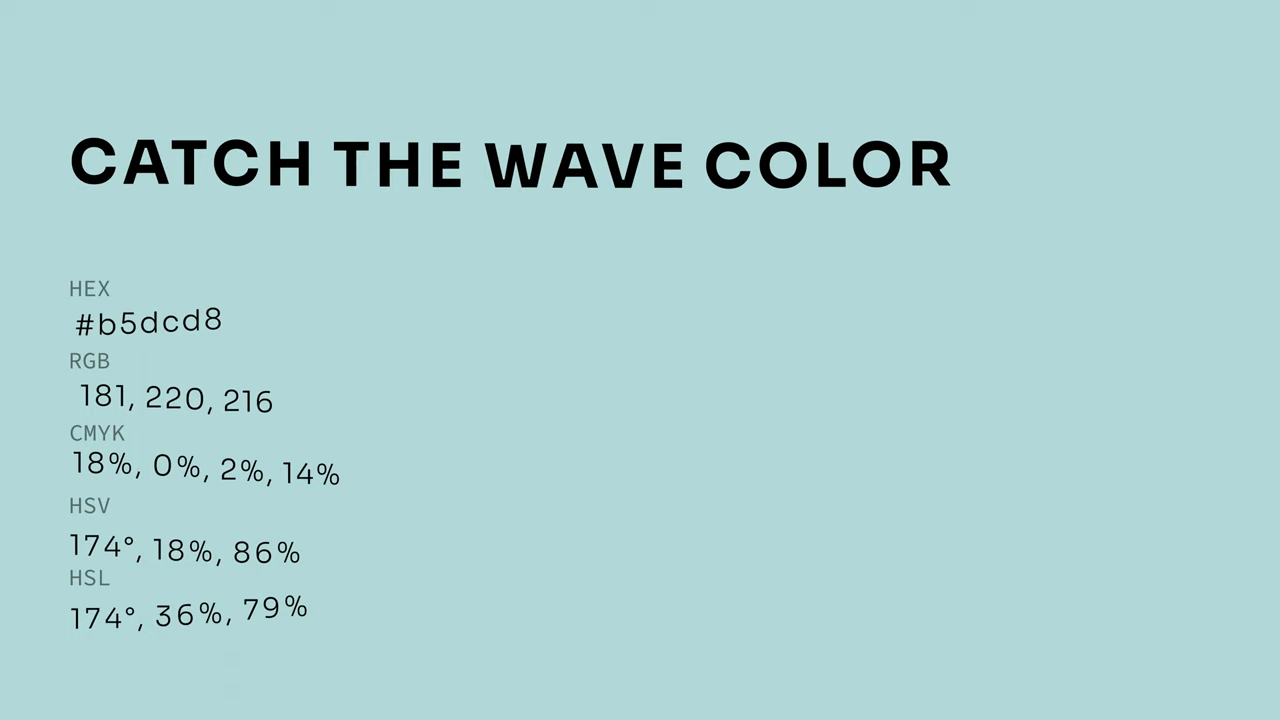 CATCH THE WAVE COLOR
HEX
#b5dcd8
RGB
181, 220, 216
CMYK
18%, 0%, 2%, 14%
HSV
174°, 18%, 86%
HSL
174°, 36%, 79%